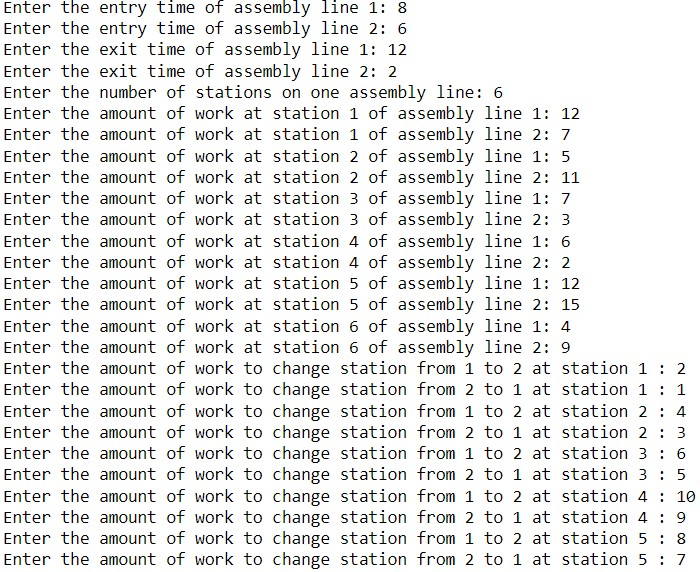 Enter the entry time of assembly line 1: 8
Enter the entry time of assembly line 2: 6
Enter the exit time of assembly line 1: 12
Enter the exit time of assembly line 2: 2
Enter the number of stations on one assembly line: 6
Enter the amount of work at station 1 of assembly line 1: 12
Enter the amount of work at station 1 of assembly line 2: 7
Enter the amount of work at station 2 of assembly line 1: 5
Enter the amount of work at station 2 of assembly line 2: 11
Enter the amount of work at station 3 of assembly line 1: 7
Enter the amount of work at station 3 of assembly line 2: 3
Enter the amount of work at station 4 of assembly line 1: 6
Enter the amount of work at station 4 of assembly line 2: 2
Enter the amount of work at station 5 of assembly line 1: 12
Enter the amount of work at station 5 of assembly line 2: 15
Enter the amount of work at station 6 of assembly line 1: 4
Enter the amount of work at station 6 of assembly line 2: 9
Enter the amount of work to change station from 1 to 2 at station 1 : 2
Enter the amount of work to change station from 2 to 1 at station 1 : 1
Enter the amount of work to change station from 1 to 2 at station 2 : 4
Enter the amount of work to change station from 2 to 1 at station 2 : 3
Enter the amount of work to change station from 1 to 2 at station 3 : 6
Enter the amount of work to change station from 2 to 1 at station 3 : 5
Enter the amount of work to change station from 1 to 2 at station 4 : 10
Enter the amount of work to change station from 2 to 1 at station 4 : 9
Enter the amount of work to change station from 1 to 2 at station 5 : 8
Enter the amount of work to change station from 2 to 1 at station 5 : 7